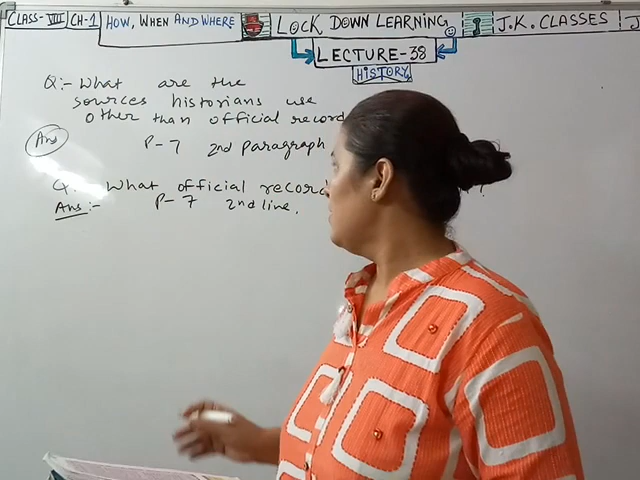 CLASS-VIII CH-1 HOW, WHEN AND WHERE LOCK DOWN LEARNING J.K. CLASSES J
LECTURE-38
HISTORY
Q:- What are the
sources historians use
other than official record
Ans P-7 2nd Paragraph
Q:- What official record ?
Ans:- P-7 2nd line.